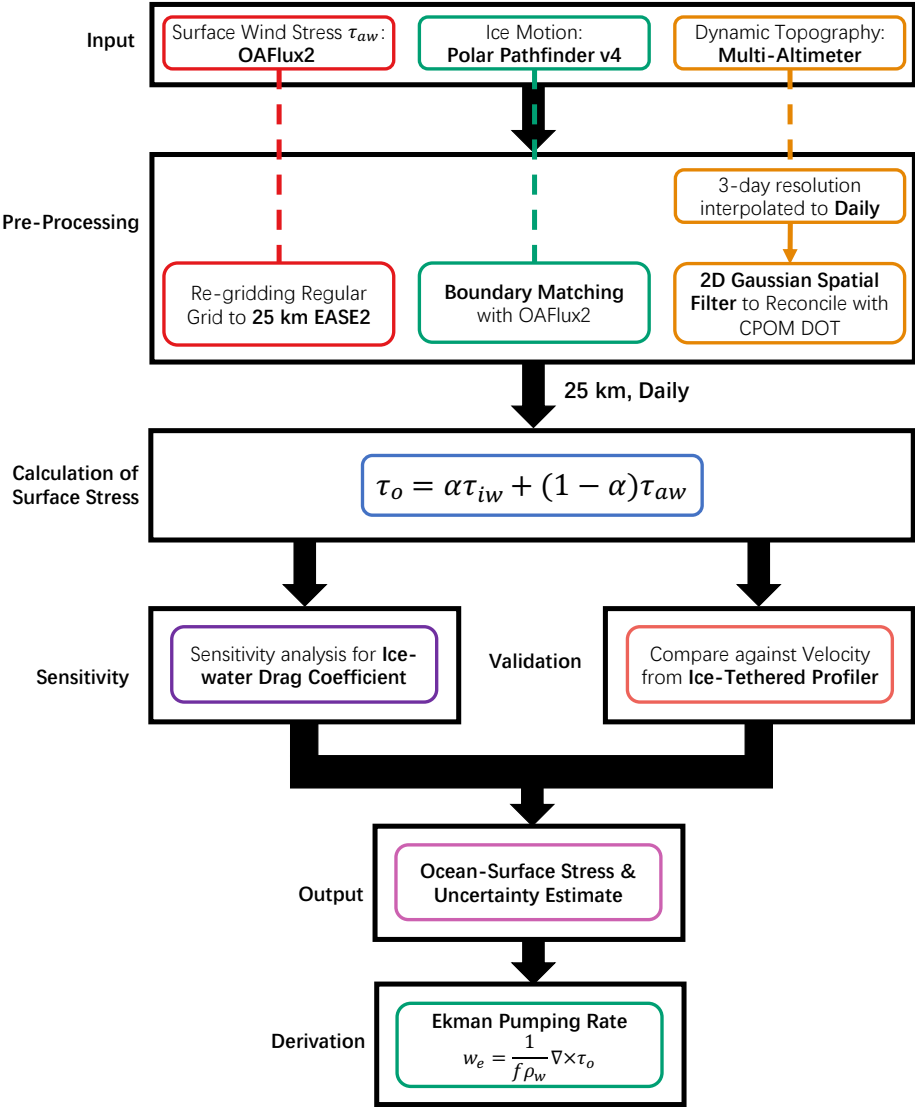 Input
Surface Wind Stress τ_aw:
OAFlux2
Ice Motion:
Polar Pathfinder v4
Dynamic Topography:
Multi-Altimeter
Pre-Processing
3-day resolution
interpolated to Daily
Re-gridding Regular
Grid to 25 km EASE2
Boundary Matching
with OAFlux2
2D Gaussian Spatial
Filter to Reconcile with
CPOM DOT
25 km, Daily
Calculation of
Surface Stress
τ_o = ατ_iw + (1 − α)τ_aw
Sensitivity
Sensitivity analysis for Ice-
water Drag Coefficient
Validation
Compare against Velocity
from Ice-Tethered Profiler
Output
Ocean-Surface Stress &
Uncertainty Estimate
Derivation
Ekman Pumping Rate
w_e = 1/(fρ_w) ∇×τ_o